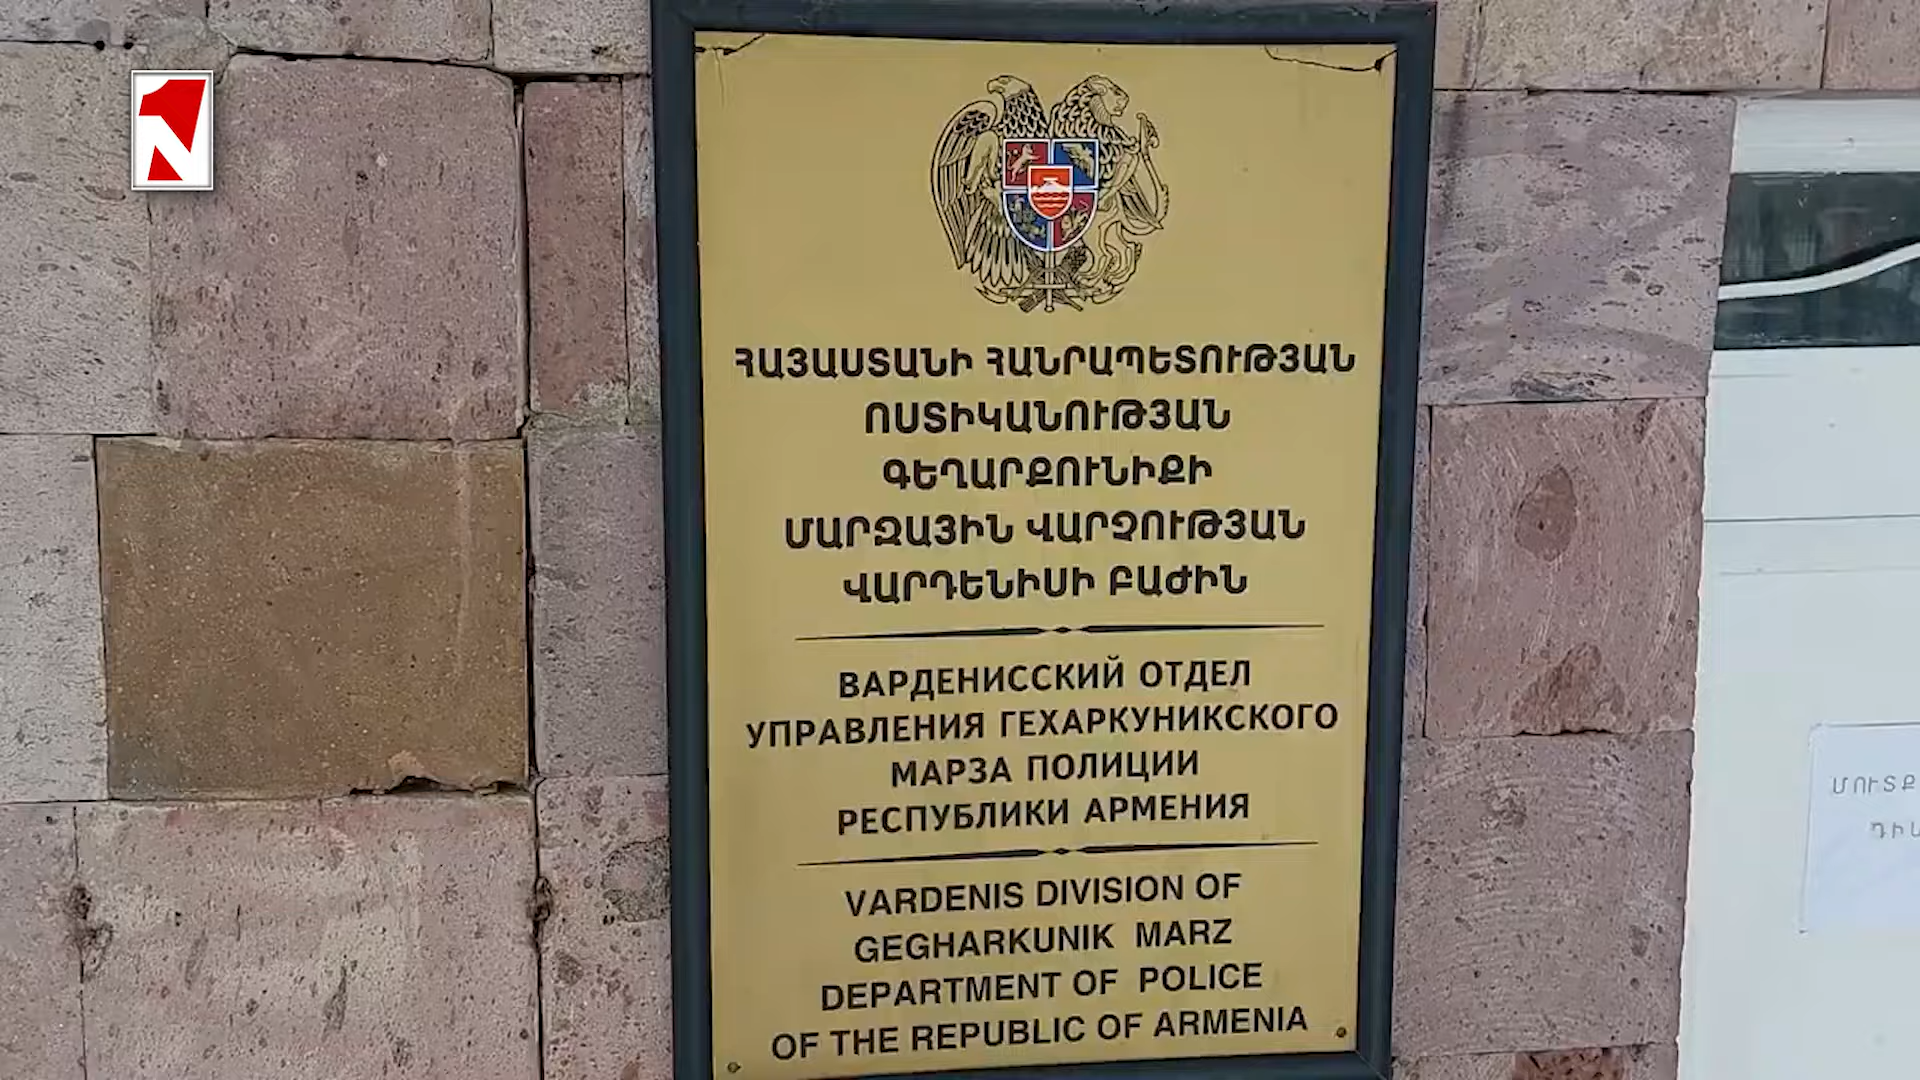 ՀԱՅԱՍՏԱՆԻ ՀԱՆՐԱՊԵՏՈՒԹՅԱՆ
ՈՍՏԻԿԱՆՈՒԹՅԱՆ
ԳԵՂԱՐՔՈՒՆԻՔԻ
ՄԱՐԶԱՅԻՆ ՎԱՐՉՈՒԹՅԱՆ
ՎԱՐԴԵՆԻՍԻ ԲԱԺԻՆ
ВАРДЕНИССКИЙ ОТДЕЛ
УПРАВЛЕНИЯ ГЕХАРКУНИКСКОГО
МАРЗА ПОЛИЦИИ
РЕСПУБЛИКИ АРМЕНИЯ
VARDENIS DIVISION OF
GEGHARKUNIK MARZ
DEPARTMENT OF POLICE
OF THE REPUBLIC OF ARMENIA